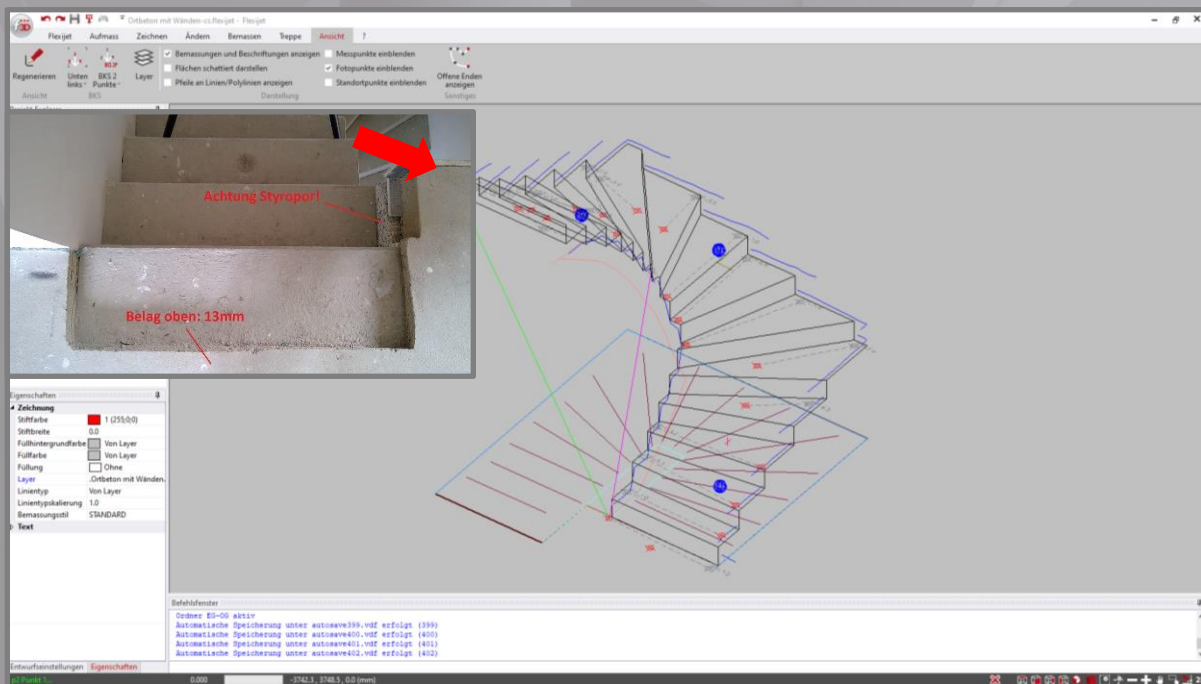 3D
Ortbeton mit Wänden-cs.flexijet - Flexijet
Flexijet Aufmass Zeichnen Ändern Bemassen Treppe Ansicht ?
Regenerieren
Unten links
BKS 2 Punkte
Layer
Bemassungen und Beschriftungen anzeigen
Flächen schattiert darstellen
Pfeile an Linien/Polylinien anzeigen
Messpunkte einblenden
Fotopunkte einblenden
Standortpunkte einblenden
Offene Enden anzeigen
Ansicht BKS Darstellung Sonstiges
Achtung Styropor!
Belag oben: 13mm
Eigenschaften
Zeichnung
Stiftfarbe 1 (255;0;0)
Stiftbreite 0.0
Füllhintergrundfarbe Von Layer
Füllfarbe Von Layer
Füllung Ohne
Layer .Ortbeton mit Wänden.
Linientyp Von Layer
Linientypskalierung 1.0
Bemassungsstil STANDARD
Text
Befehlsfenster
Ordner EG-OG aktiv
Automatische Speicherung unter autosave399.vdf erfolgt (399)
Automatische Speicherung unter autosave400.vdf erfolgt (400)
Automatische Speicherung unter autosave401.vdf erfolgt (401)
Automatische Speicherung unter autosave402.vdf erfolgt (402)
Entwurfseinstellungen Eigenschaften
p2 Punkt 1... 0.000 -3742.3 , 3748.5 , 0.0 (mm)